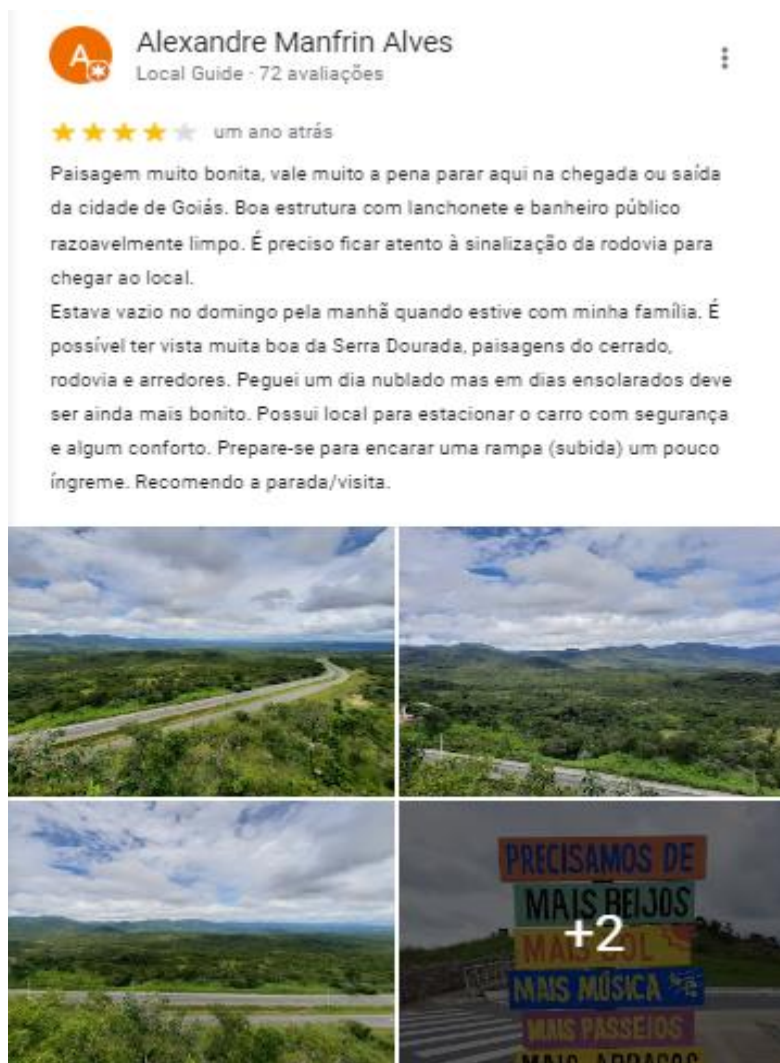 A
Alexandre Manfrin Alves
Local Guide · 72 avaliações
um ano atrás
Paisagem muito bonita, vale muito a pena parar aqui na chegada ou saída
da cidade de Goiás. Boa estrutura com lanchonete e banheiro público
razoavelmente limpo. É preciso ficar atento à sinalização da rodovia para
chegar ao local.
Estava vazio no domingo pela manhã quando estive com minha família. É
possível ter vista muita boa da Serra Dourada, paisagens do cerrado,
rodovia e arredores. Peguei um dia nublado mas em dias ensolarados deve
ser ainda mais bonito. Possui local para estacionar o carro com segurança
e algum conforto. Prepare-se para encarar uma rampa (subida) um pouco
íngreme. Recomendo a parada/visita.
PRECISAMOS DE
MAIS BEIJOS
+2
MAIS SOL
MAIS MÚSICA
MAIS PASSEIOS
MAIS ABRAÇOS